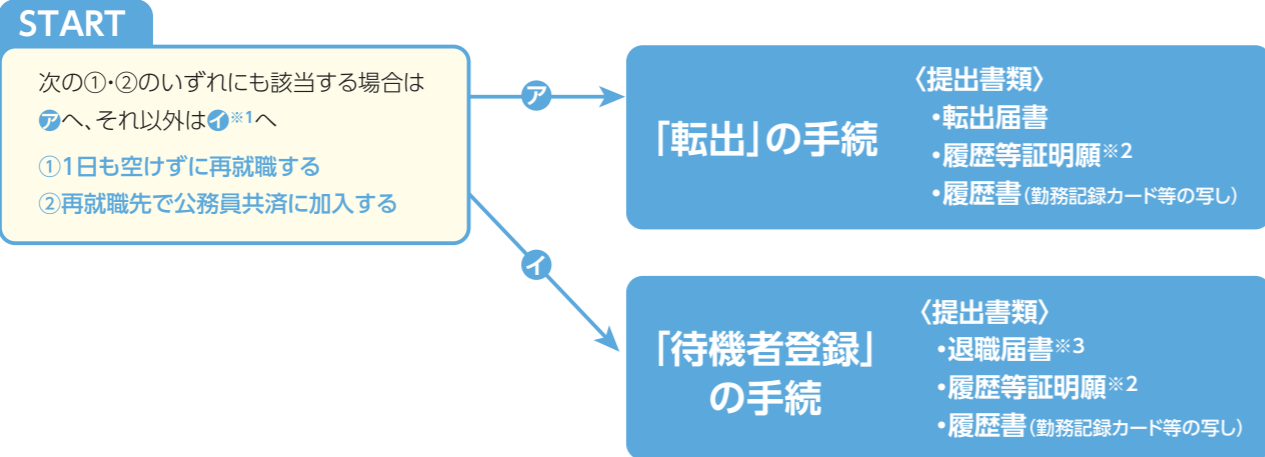 START
次の①・②のいずれにも該当する場合は
アへ、それ以外はイ※1へ
①1日も空けずに再就職する
②再就職先で公務員共済に加入する
ア
「転出」の手続
〈提出書類〉
・転出届書
・履歴等証明願※2
・履歴書(勤務記録カード等の写し)
イ
「待機者登録」
の手続
〈提出書類〉
・退職届書※3
・履歴等証明願※2
・履歴書(勤務記録カード等の写し)